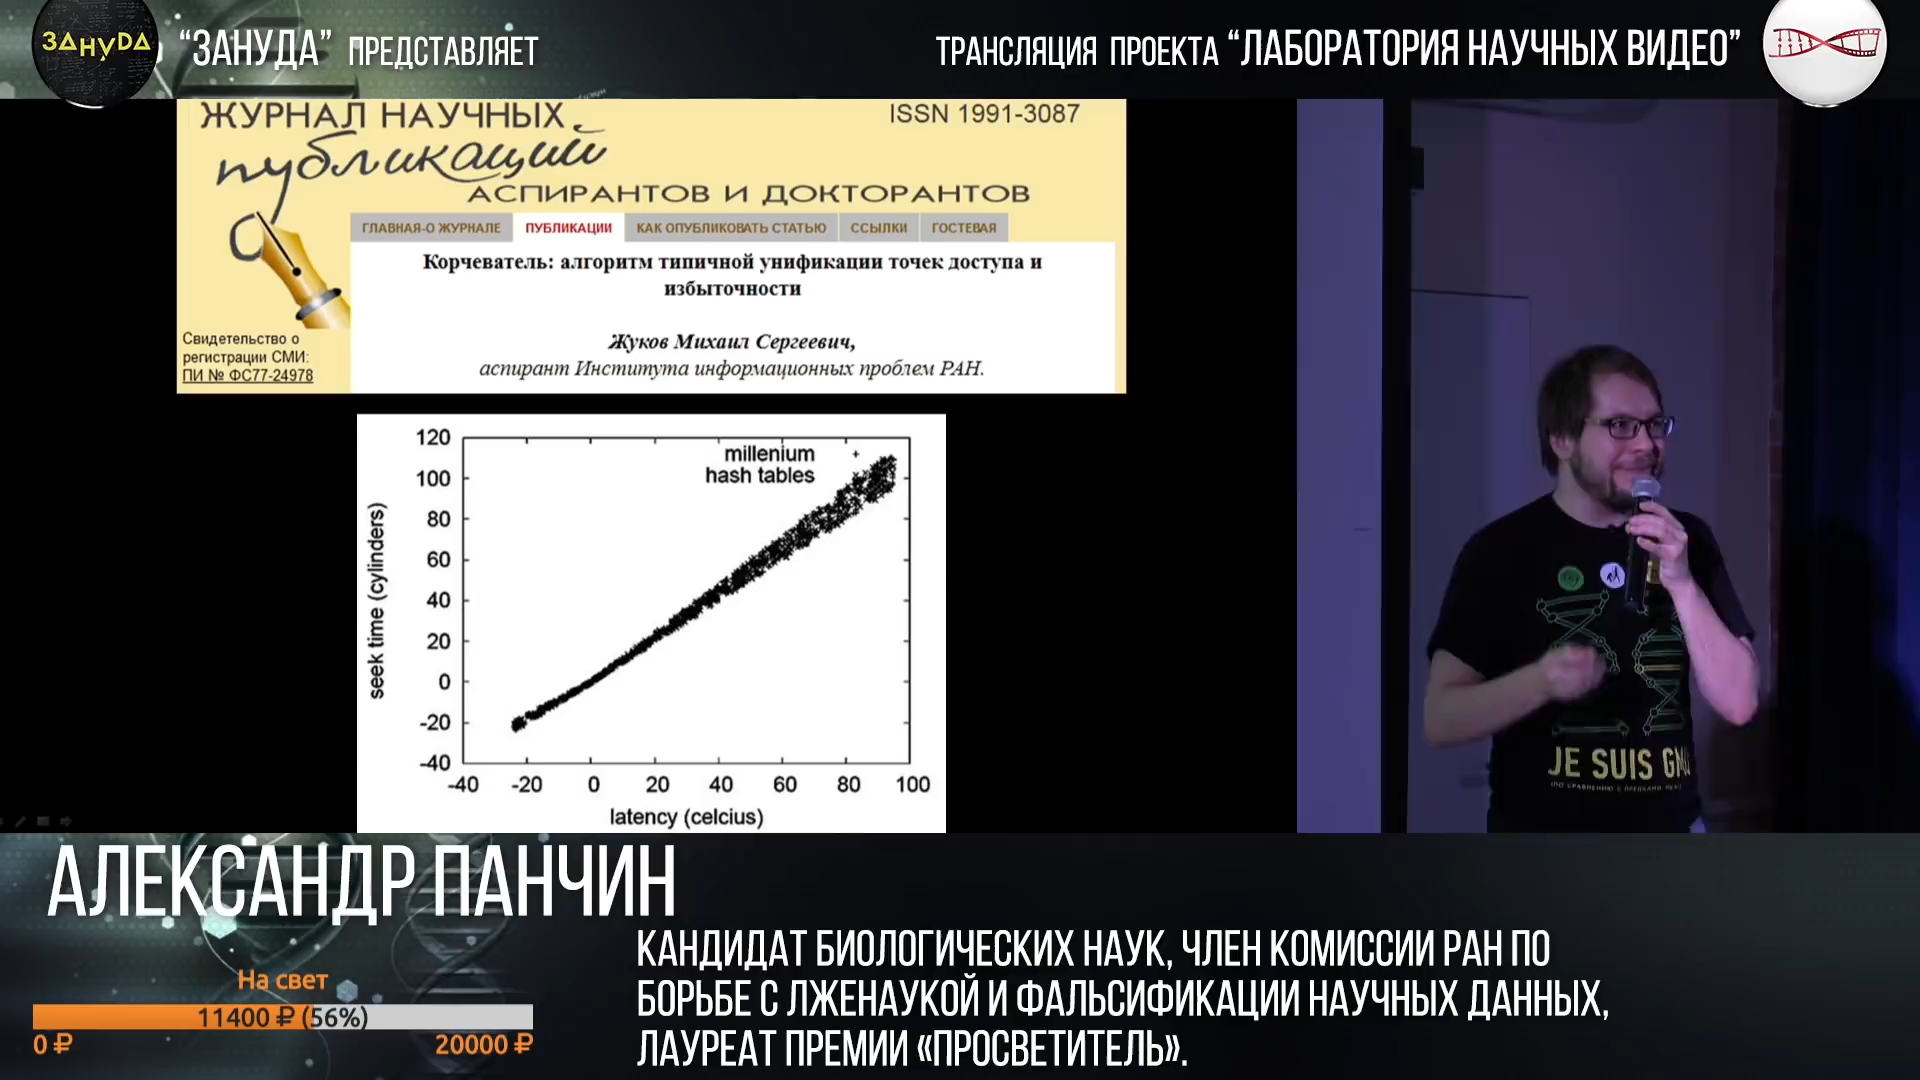 ЗАНУДА
“ЗАНУДА” ПРЕДСТАВЛЯЕТ
ТРАНСЛЯЦИЯ ПРОЕКТА “ЛАБОРАТОРИЯ НАУЧНЫХ ВИДЕО”
ЖУРНАЛ НАУЧНЫХ
публикаций
АСПИРАНТОВ И ДОКТОРАНТОВ
ISSN 1991-3087
ГЛАВНАЯ-О ЖУРНАЛЕ ПУБЛИКАЦИИ КАК ОПУБЛИКОВАТЬ СТАТЬЮ ССЫЛКИ ГОСТЕВАЯ
Корчеватель: алгоритм типичной унификации точек доступа и
избыточности
Жуков Михаил Сергеевич,
аспирант Института информационных проблем РАН.
Свидетельство о
регистрации СМИ:
ПИ № ФС77-24978
millenium
hash tables
seek time (cylinders)
120
100
80
60
40
20
0
-20
-40
-40 -20 0 20 40 60 80 100
latency (celcius)
JE SUIS GM
АЛЕКСАНДР ПАНЧИН
КАНДИДАТ БИОЛОГИЧЕСКИХ НАУК, ЧЛЕН КОМИССИИ РАН ПО
БОРЬБЕ С ЛЖЕНАУКОЙ И ФАЛЬСИФИКАЦИИ НАУЧНЫХ ДАННЫХ,
ЛАУРЕАТ ПРЕМИИ «ПРОСВЕТИТЕЛЬ».
На свет
11400 ₽ (56%)
0 ₽ 20000 ₽